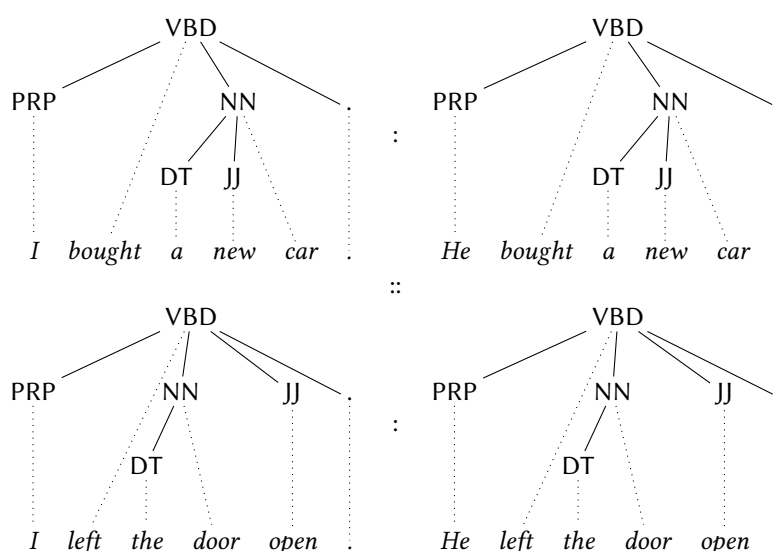 VBD VBD
PRP NN . PRP NN
:
DT JJ DT JJ
I bought a new car . He bought a new car
::
VBD VBD
PRP NN JJ . PRP NN JJ
:
DT DT
I left the door open . He left the door open